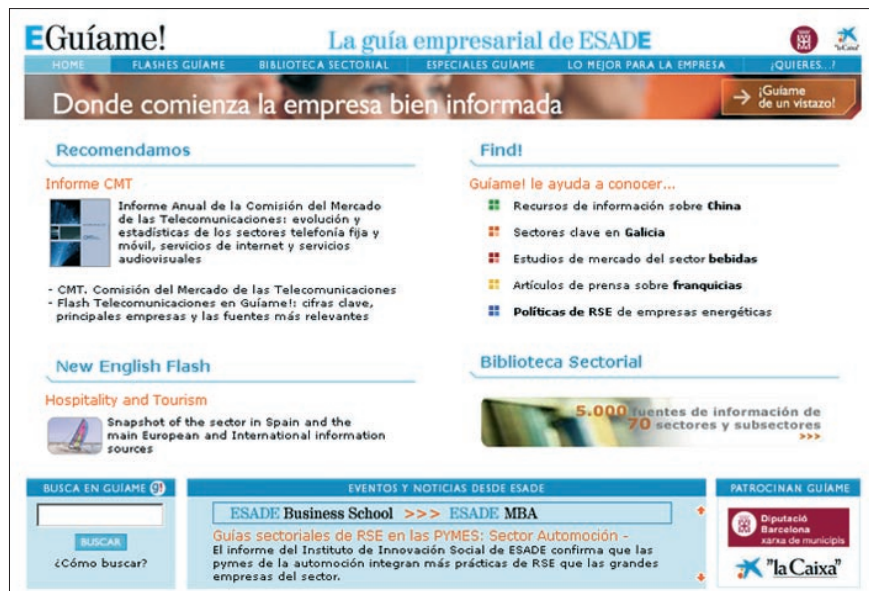 EGuíame!
La guía empresarial de ESADE
"la Caixa"
HOME FLASHES GUÍAME BIBLIOTECA SECTORIAL ESPECIALES GUÍAME LO MEJOR PARA LA EMPRESA ¿QUIERES...?
Donde comienza la empresa bien informada
¡Guíame
de un vistazo!
Recomendamos
Informe CMT
Informe Anual de la Comisión del Mercado
de las Telecomunicaciones: evolución y
estadísticas de los sectores telefonía fija y
móvil, servicios de internet y servicios
audiovisuales
- CMT. Comisión del Mercado de las Telecomunicaciones
- Flash Telecomunicaciones en Guíame!: cifras clave,
principales empresas y las fuentes más relevantes
Find!
Guíame! le ayuda a conocer...
Recursos de información sobre China
Sectores clave en Galicia
Estudios de mercado del sector bebidas
Artículos de prensa sobre franquicias
Políticas de RSE de empresas energéticas
New English Flash
Hospitality and Tourism
Snapshot of the sector in Spain and the
main European and International information
sources
Biblioteca Sectorial
5.000 fuentes de información de
70 sectores y subsectores
>>>
BUSCA EN GUÍAME g!
BUSCAR
¿Cómo buscar?
EVENTOS Y NOTICIAS DESDE ESADE
ESADE Business School >>> ESADE MBA
Guías sectoriales de RSE en las PYMES: Sector Automoción -
El informe del Instituto de Innovación Social de ESADE confirma que las
pymes de la automoción integran más prácticas de RSE que las grandes
empresas del sector.
PATROCINAN GUÍAME
Diputació
Barcelona
xarxa de municipis
"la Caixa"